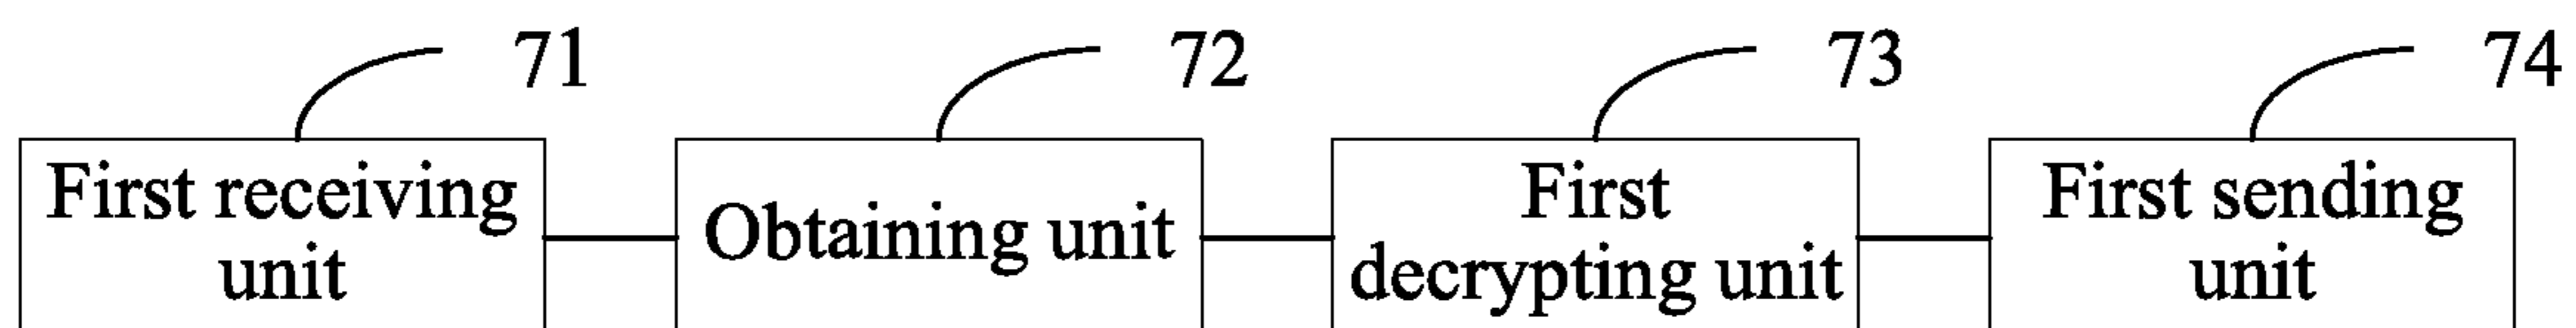 71
72
73
74
First receiving
unit
Obtaining unit
First
decrypting unit
First sending
unit